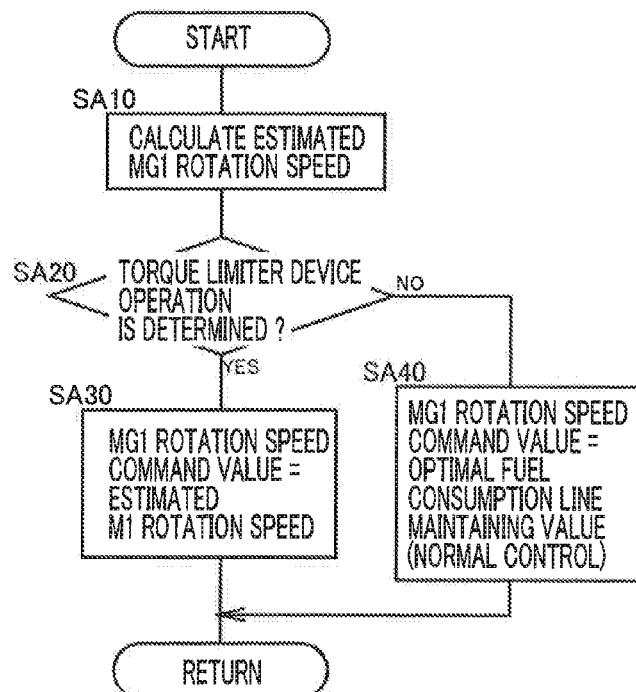 START
SA10
CALCULATE ESTIMATED
MG1 ROTATION SPEED
SA20
TORQUE LIMITER DEVICE
OPERATION
IS DETERMINED ?
NO
YES
SA30
MG1 ROTATION SPEED
COMMAND VALUE =
ESTIMATED
M1 ROTATION SPEED
SA40
MG1 ROTATION SPEED
COMMAND VALUE =
OPTIMAL FUEL
CONSUMPTION LINE
MAINTAINING VALUE
(NORMAL CONTROL)
RETURN